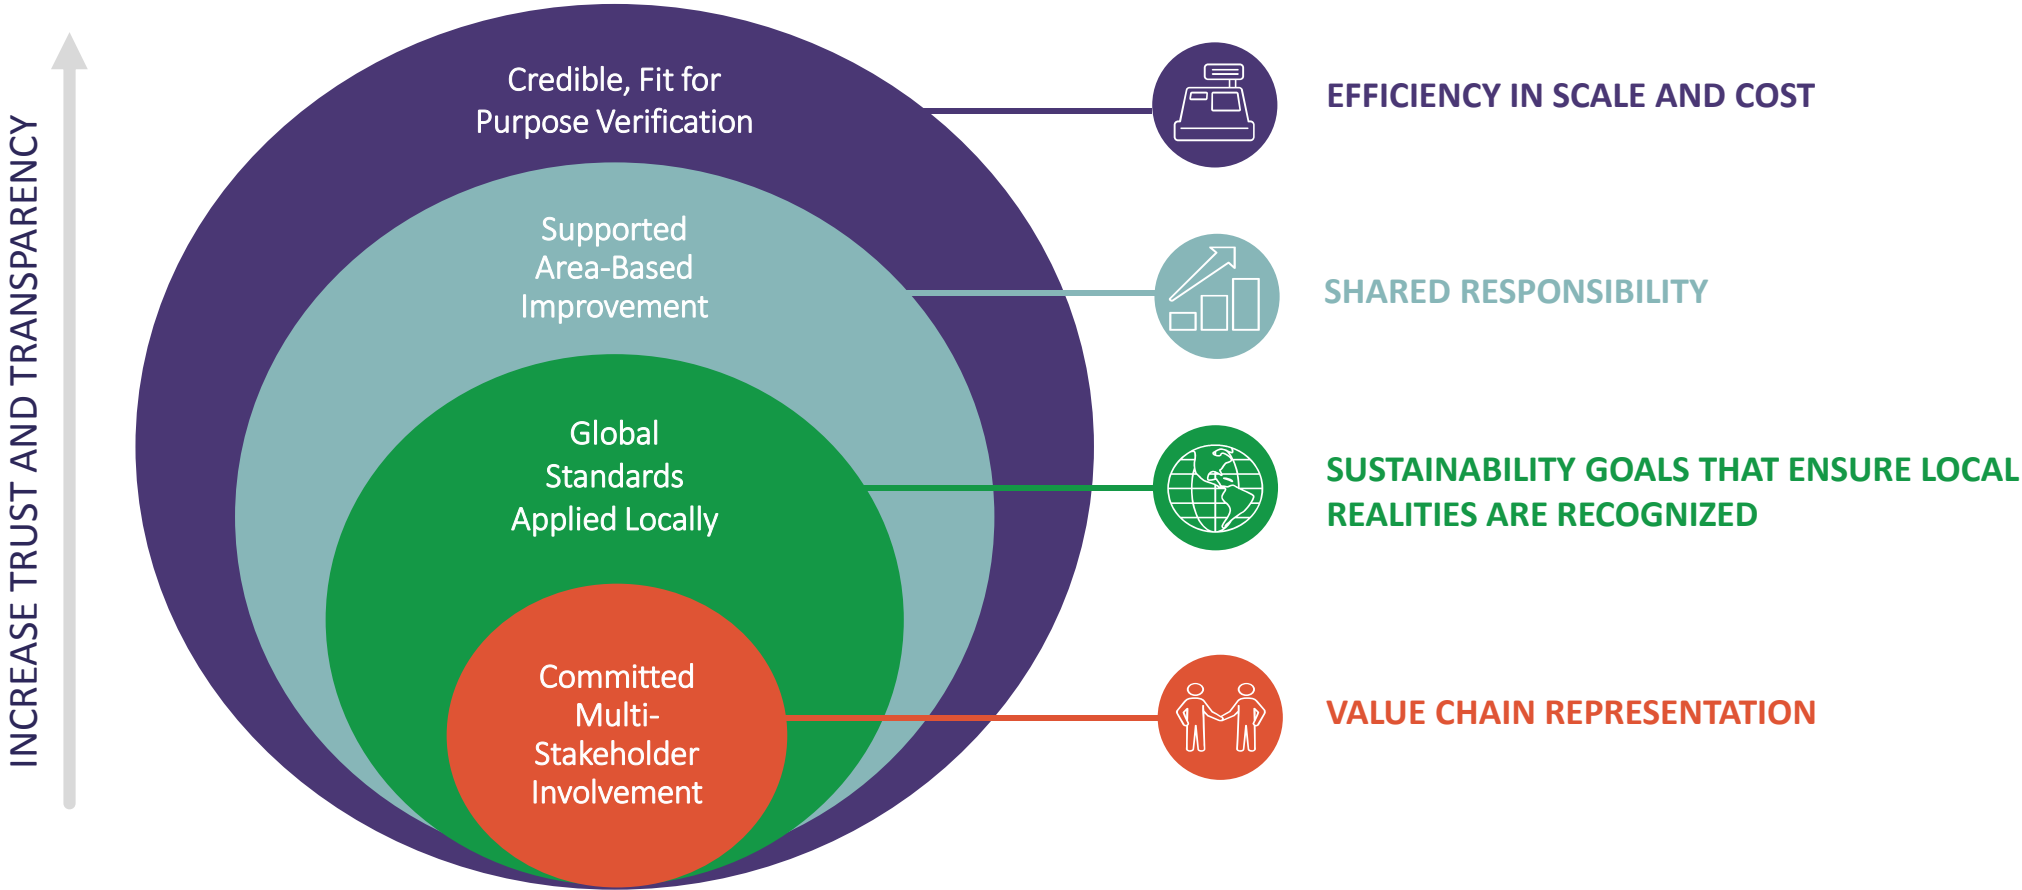 INCREASE TRUST AND TRANSPARENCY
Credible, Fit for
Purpose Verification
EFFICIENCY IN SCALE AND COST
Supported
Area-Based
Improvement
SHARED RESPONSIBILITY
Global
Standards
Applied Locally
SUSTAINABILITY GOALS THAT ENSURE LOCAL
REALITIES ARE RECOGNIZED
Committed
Multi-
Stakeholder
Involvement
VALUE CHAIN REPRESENTATION